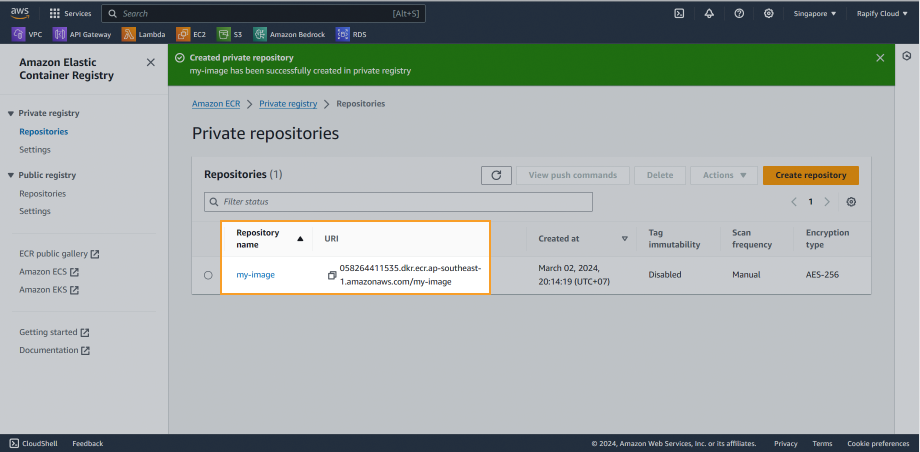 aws
Services
Search
[Alt+S]
Singapore
Rapify Cloud
VPC
API Gateway
Lambda
EC2
S3
Amazon Bedrock
RDS
Amazon Elastic
Container Registry
Private registry
Repositories
Settings
Public registry
Repositories
Settings
ECR public gallery
Amazon ECS
Amazon EKS
Getting started
Documentation
Created private repository
my-image has been successfully created in private registry
Amazon ECR
Private registry
Repositories
Private repositories
Repositories (1)
View push commands
Delete
Actions
Create repository
Filter status
1
Repository
name
URI
Created at
Tag
immutability
Scan
frequency
Encryption
type
my-image
058264411535.dkr.ecr.ap-southeast-
1.amazonaws.com/my-image
March 02, 2024,
20:14:19 (UTC+07)
Disabled
Manual
AES-256
CloudShell
Feedback
© 2024, Amazon Web Services, Inc. or its affiliates.
Privacy
Terms
Cookie preferences